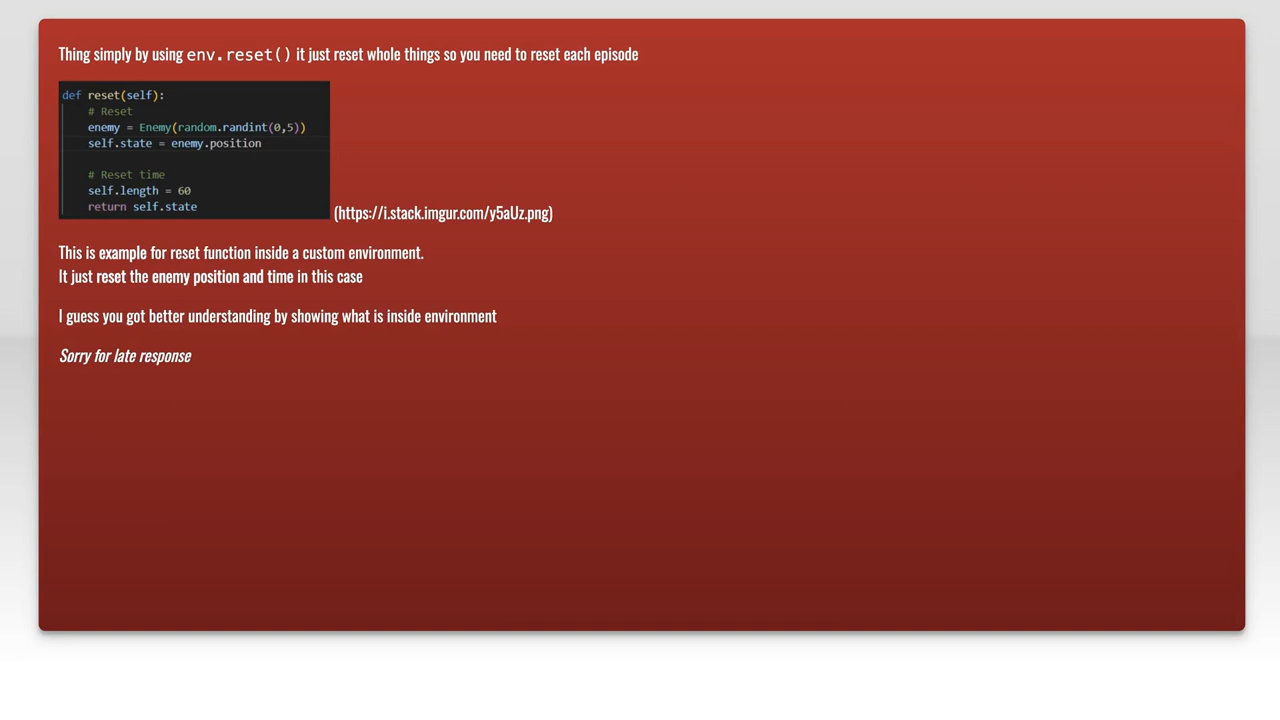 Thing simply by using env.reset() it just reset whole things so you need to reset each episode
def reset(self):
# Reset
enemy = Enemy(random.randint(0,5))
self.state = enemy.position
# Reset time
self.length = 60
return self.state
(https://i.stack.imgur.com/y5aUz.png)
This is example for reset function inside a custom environment.
It just reset the enemy position and time in this case
I guess you got better understanding by showing what is inside environment
Sorry for late response